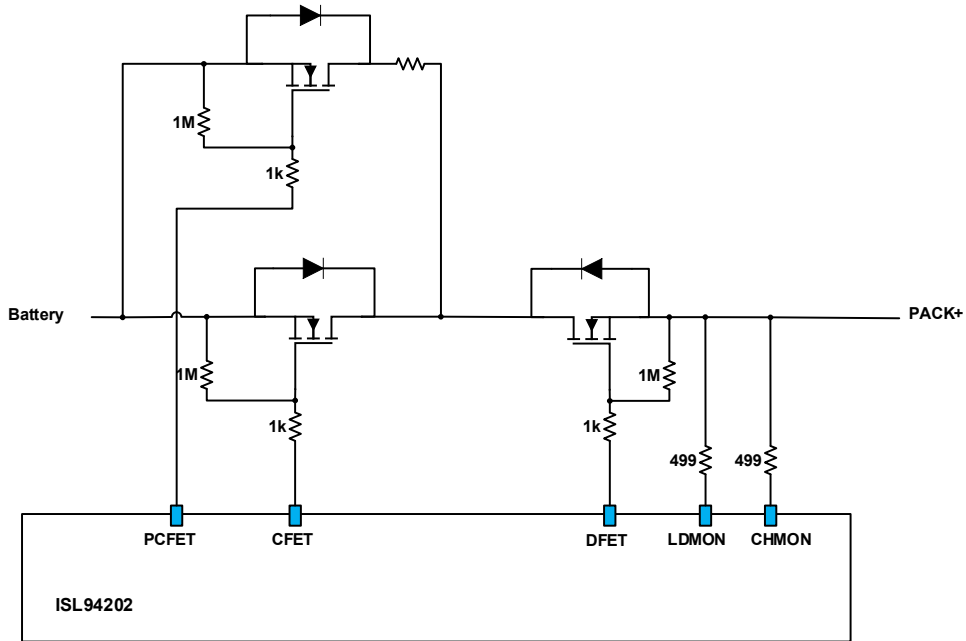 1M
1k
Battery
PACK+
1M
1M
1k
1k
499
499
PCFET
CFET
DFET
LDMON
CHMON
ISL94202